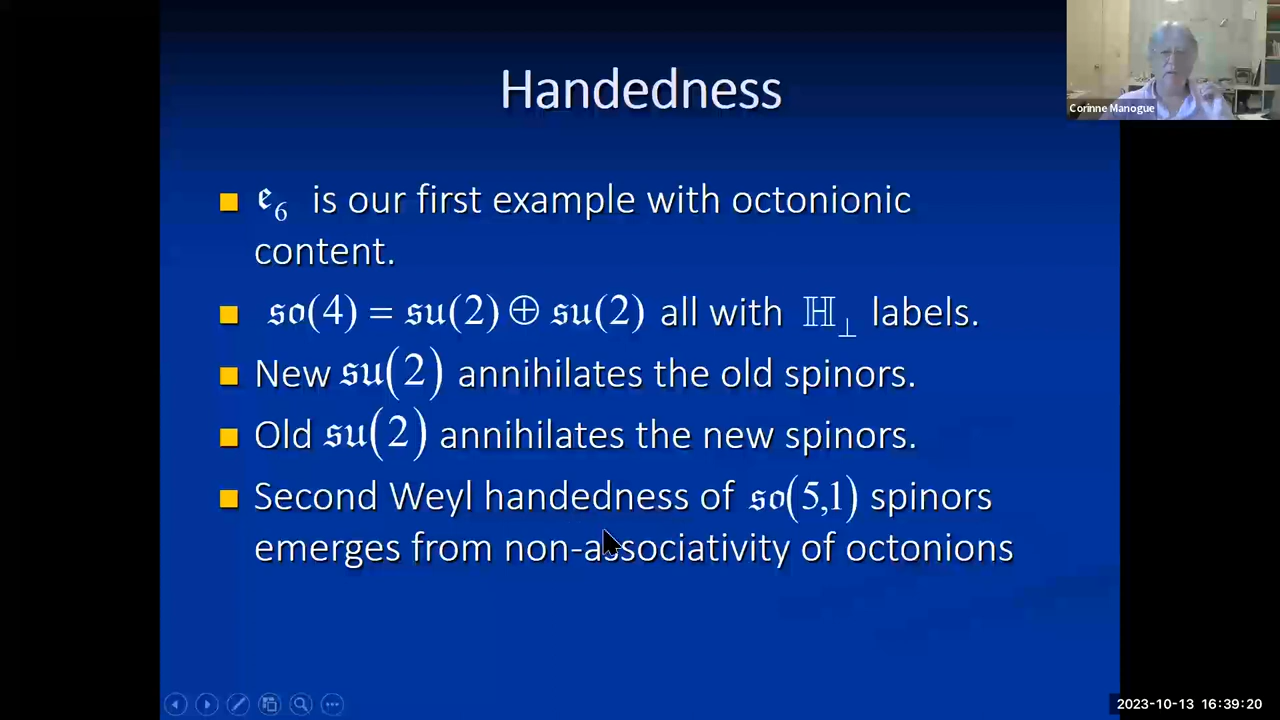 Handedness
𝔢₆ is our first example with octonionic
content.
𝔰𝔬(4) = 𝔰𝔲(2) ⊕ 𝔰𝔲(2) all with ℍ⊥ labels.
New 𝔰𝔲(2) annihilates the old spinors.
Old 𝔰𝔲(2) annihilates the new spinors.
Second Weyl handedness of 𝔰𝔬(5,1) spinors
emerges from non-associativity of octonions
Corinne Manogue
2023-10-13 16:39:20